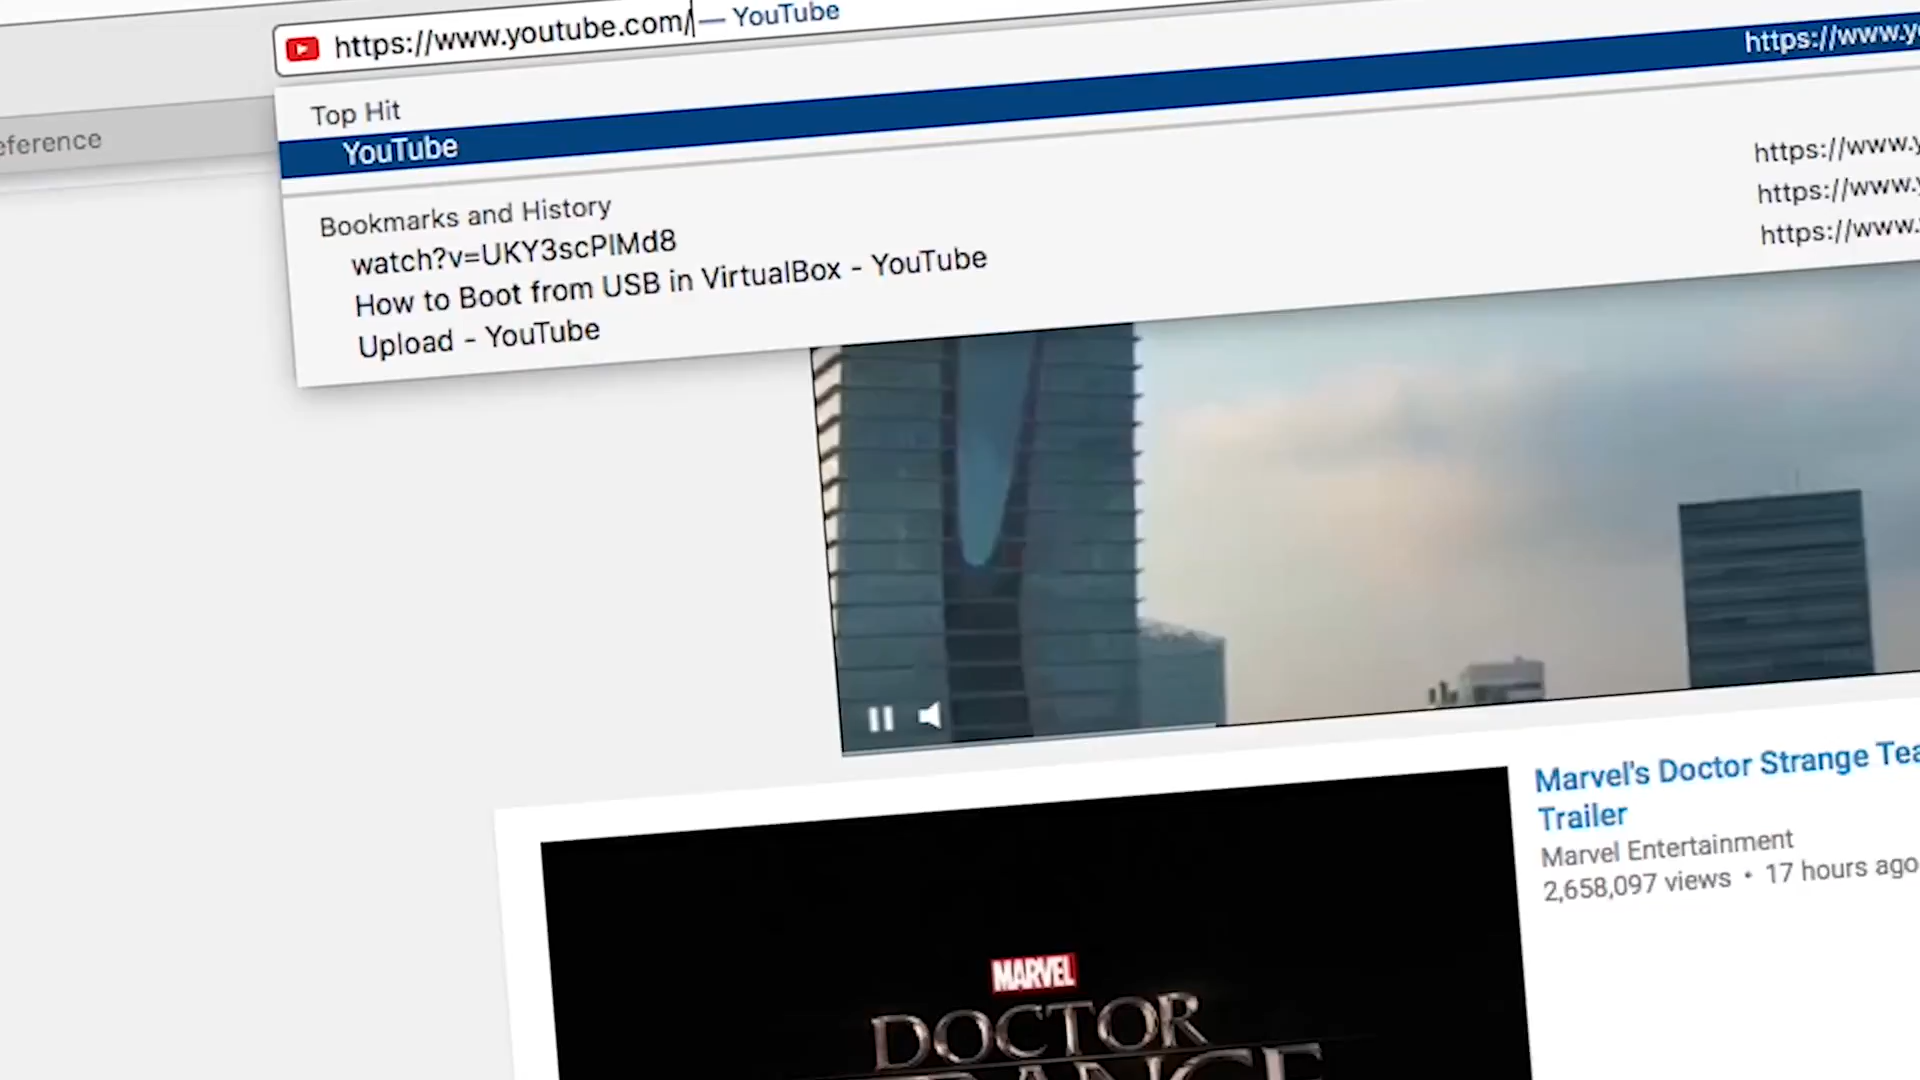 https://www.youtube.com/ — YouTube
Top Hit
YouTube
https://www.y
eference
Bookmarks and History
watch?v=UKY3scPIMd8
https://www.y
How to Boot from USB in VirtualBox - YouTube
https://www.y
Upload - YouTube
https://www.
Marvel's Doctor Strange Tea
Trailer
Marvel Entertainment
2,658,097 views • 17 hours ago
MARVEL
DOCTOR